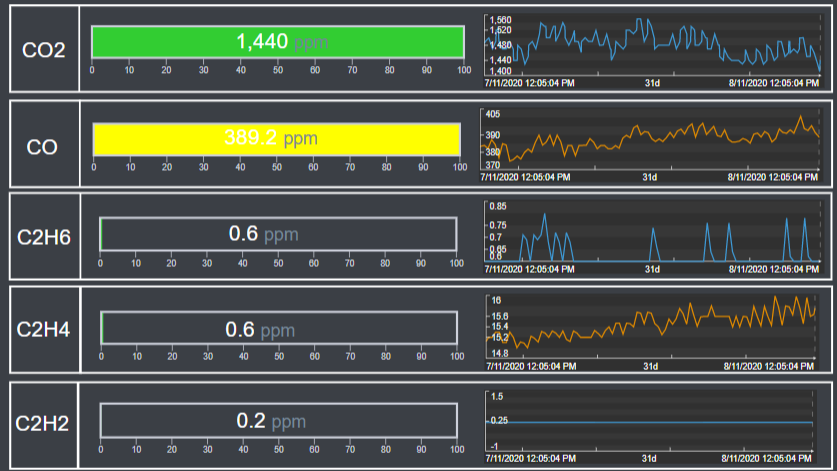 CO2
1,440 ppm
0 10 20 30 40 50 60 70 80 90 100
1,560
1,520
1,480
1,440
1,400
7/11/2020 12:05:04 PM 31d 8/11/2020 12:05:04 PM
CO
389.2 ppm
0 10 20 30 40 50 60 70 80 90 100
405
390
380
370
7/11/2020 12:05:04 PM 31d 8/11/2020 12:05:04 PM
C2H6
0.6 ppm
0 10 20 30 40 50 60 70 80 90 100
0.85
0.75
0.7
0.65
0.6
7/11/2020 12:05:04 PM 31d 8/11/2020 12:05:04 PM
C2H4
0.6 ppm
0 10 20 30 40 50 60 70 80 90 100
16
15.6
15.4
15.2
14.8
7/11/2020 12:05:04 PM 31d 8/11/2020 12:05:04 PM
C2H2
0.2 ppm
0 10 20 30 40 50 60 70 80 90 100
1.5
0.25
-1
7/11/2020 12:05:04 PM 31d 8/11/2020 12:05:04 PM